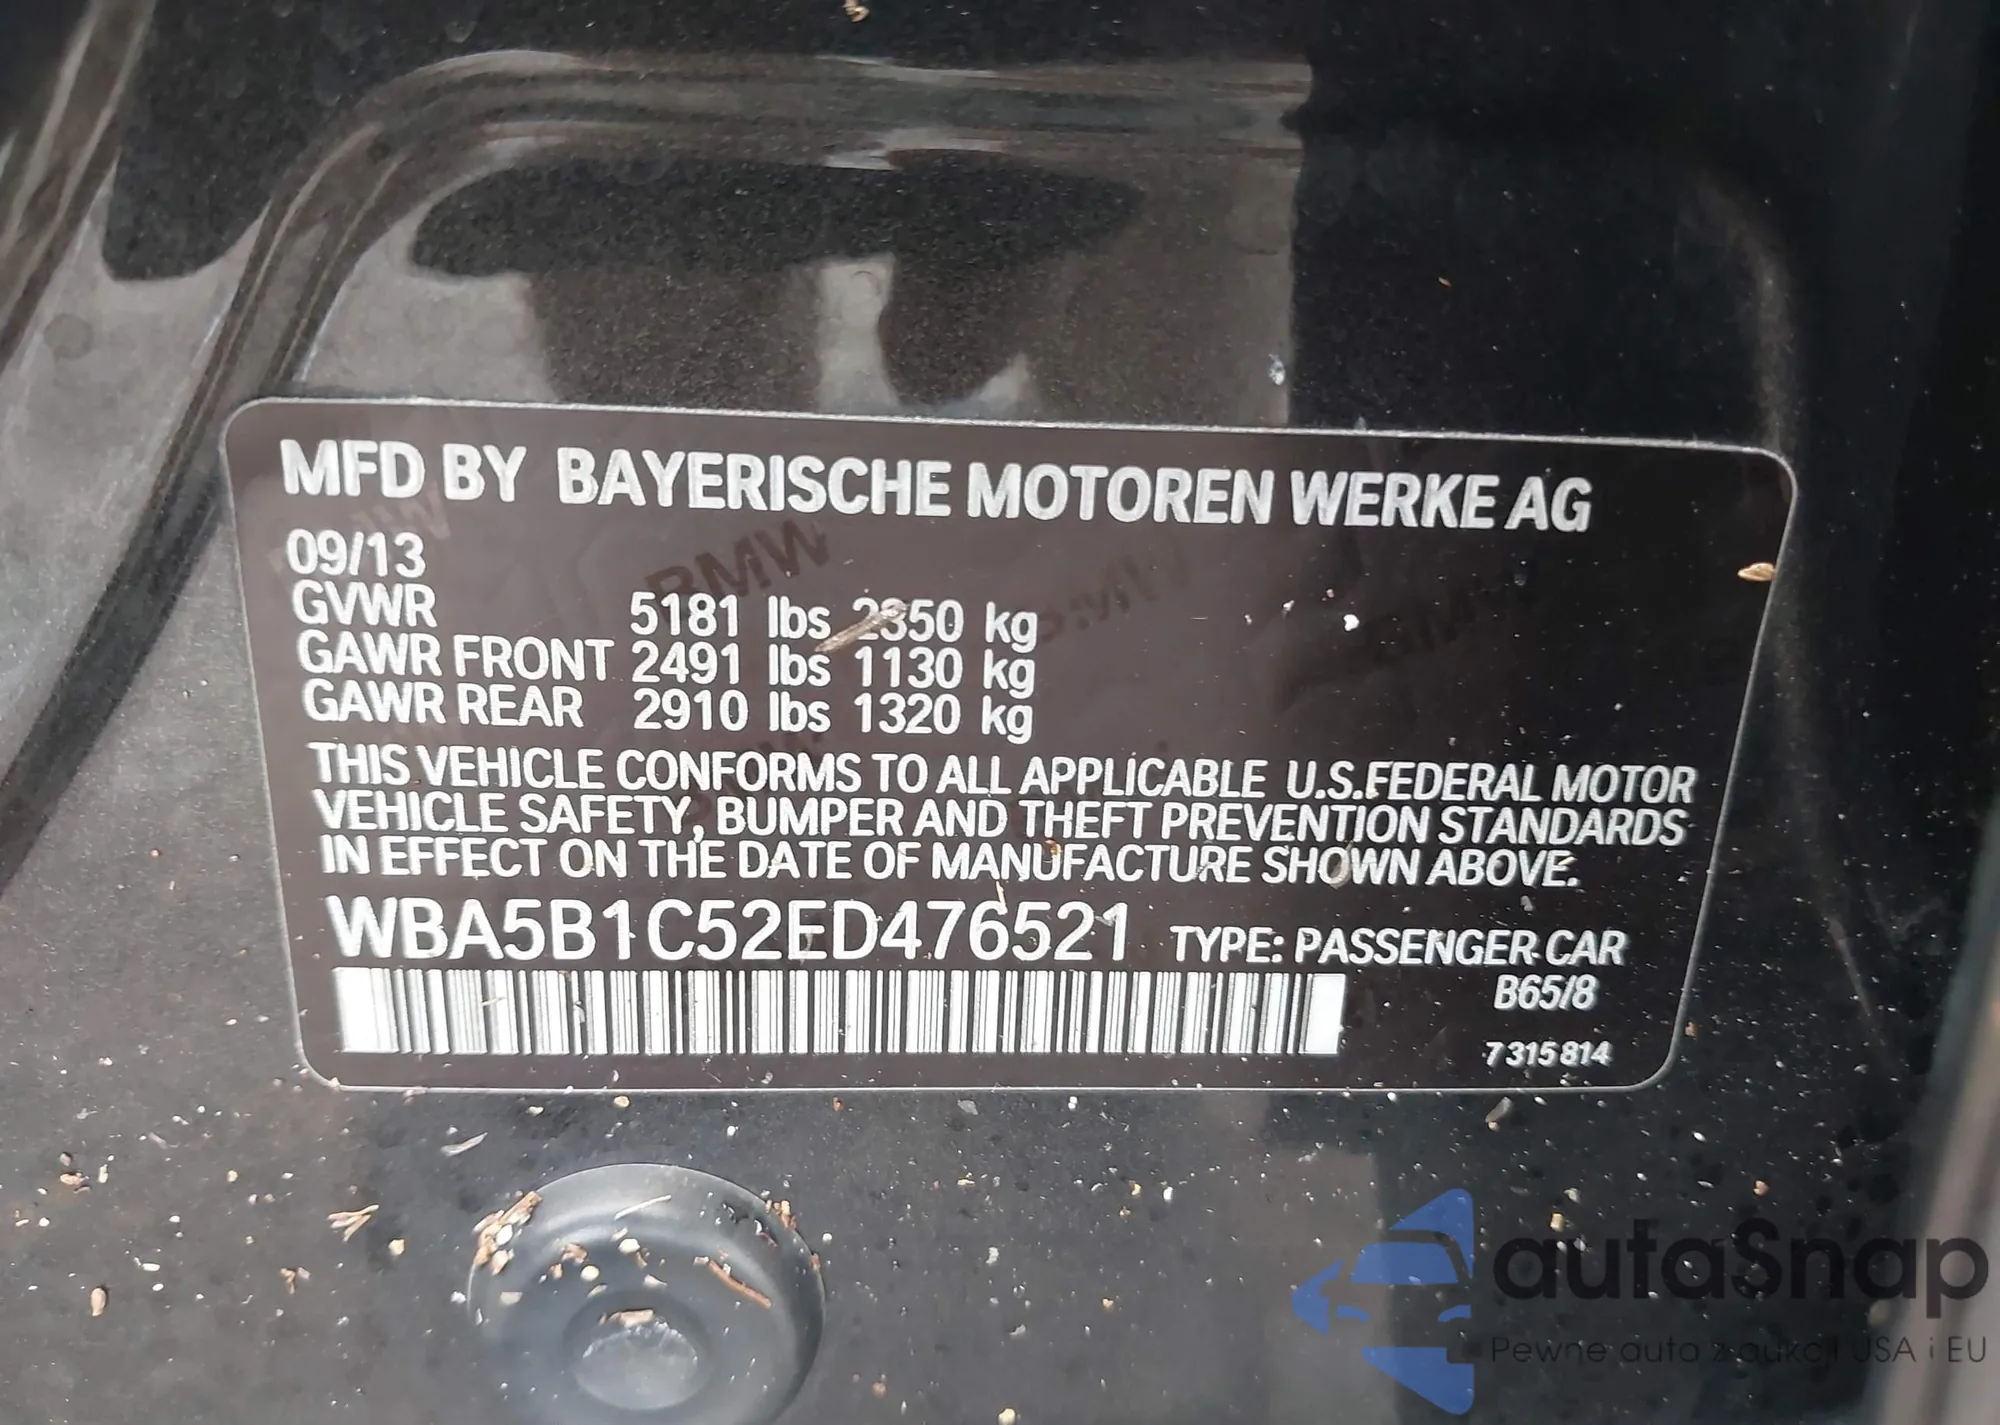 MFD BY BAYERISCHE MOTOREN WERKE AG
09/13
GVWR 5181 lbs 2350 kg
GAWR FRONT 2491 lbs 1130 kg
GAWR REAR 2910 lbs 1320 kg
THIS VEHICLE CONFORMS TO ALL APPLICABLE U.S.FEDERAL MOTOR
VEHICLE SAFETY, BUMPER AND THEFT PREVENTION STANDARDS
IN EFFECT ON THE DATE OF MANUFACTURE SHOWN ABOVE.
WBA5B1C52ED476521 TYPE: PASSENGER CAR
B65/8
7 315 814
autaSnap
Pewne auta z aukcji USA i EU